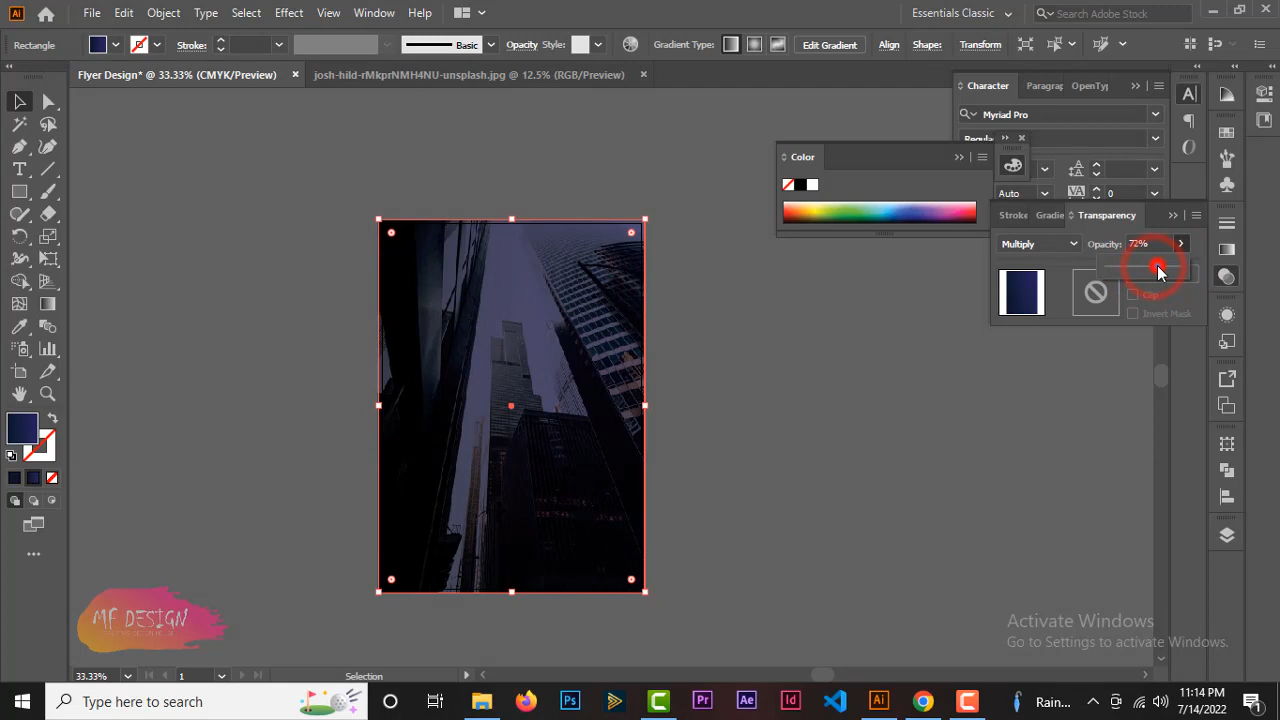 File Edit Object Type Select Effect View Window Help
Essentials Classic
Search Adobe Stock
Rectangle
Stroke:
Basic
Opacity Style:
Gradient Type:
Edit Gradient
Align
Shape:
Transform
Flyer Design* @ 33.33% (CMYK/Preview)
josh-hild-rMkprNMH4NU-unsplash.jpg @ 12.5% (RGB/Preview)
Character
Paragrap
OpenTyp
Myriad Pro
Regular
Color
Auto
0
Stroke
Gradie
Transparency
Multiply
Opacity: 72%
Clip
Invert Mask
MF DESIGN
Activate Windows
Go to Settings to activate Windows.
33.33%
1
Selection
Type here to search
Rain...
11:14 PM
7/14/2022
1